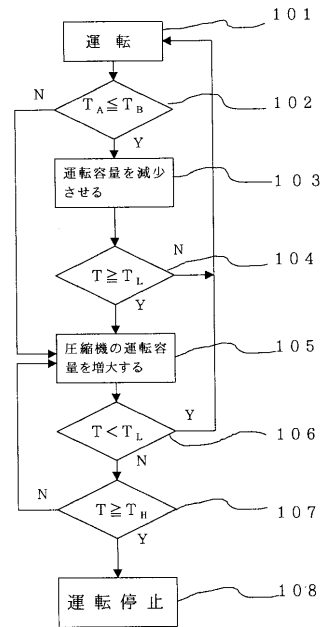 運 転
101
N
T_A≦T_B
102
Y
運転容量を減少
させる
103
N
T≧T_L
104
Y
圧縮機の運転容
量を増大する
105
Y
T<T_L
106
N
N
T≧T_H
107
Y
運転停止
108